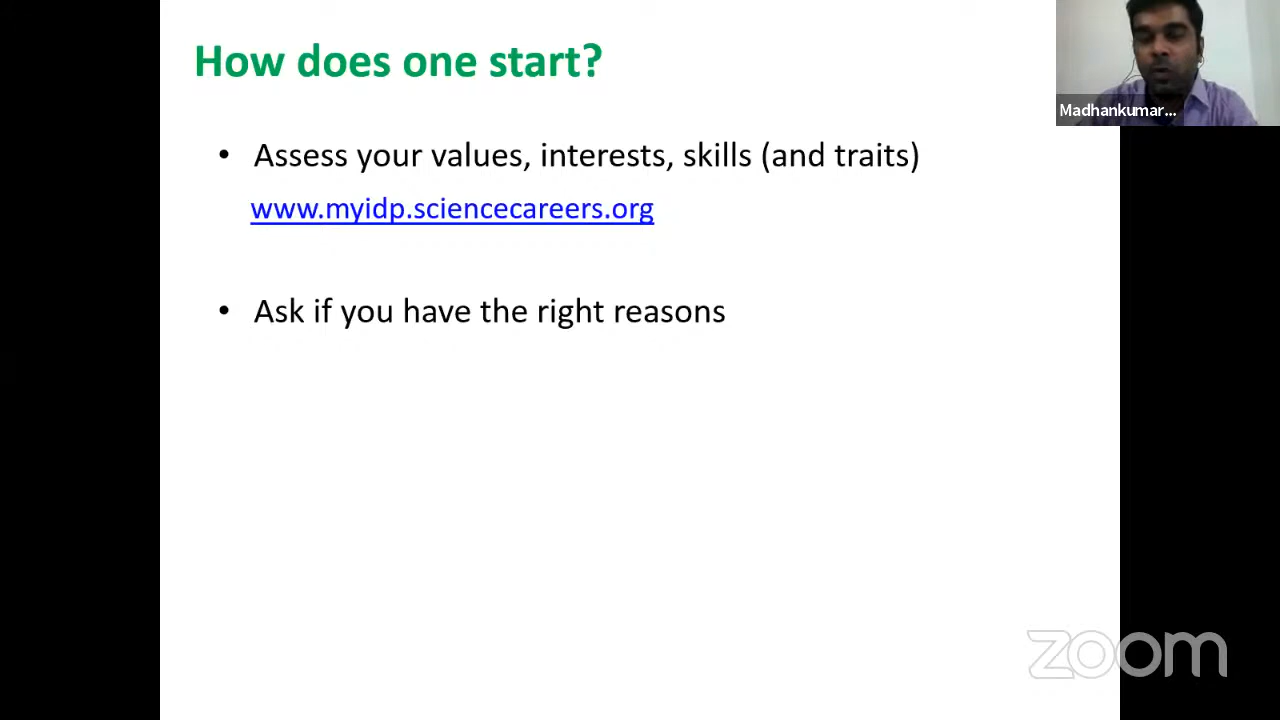 How does one start?
Madhankumar...
• Assess your values, interests, skills (and traits)
www.myidp.sciencecareers.org
• Ask if you have the right reasons
zoom